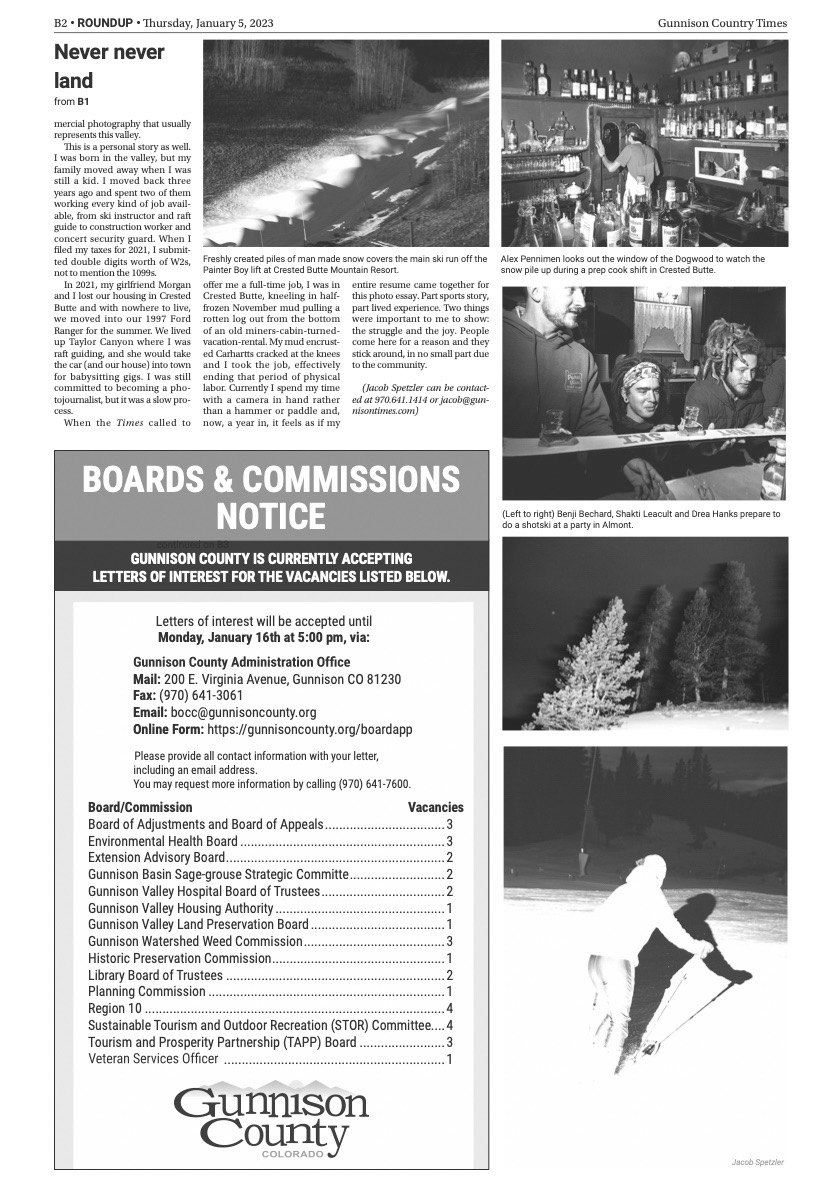 B2 • ROUNDUP • Thursday, January 5, 2023
Gunnison Country Times
Never never
land
from B1
mercial photography that usually
represents this valley.
This is a personal story as well.
I was born in the valley, but my
family moved away when I was
still a kid. I moved back three
years ago and spent two of them
working every kind of job avail-
able, from ski instructor and raft
guide to construction worker and
concert security guard. When I
filed my taxes for 2021, I submit-
ted double digits worth of W2s,
not to mention the 1099s.
In 2021, my girlfriend Morgan
and I lost our housing in Crested
Butte and with nowhere to live,
we moved into our 1997 Ford
Ranger for the summer. We lived
up Taylor Canyon where I was
raft guiding, and she would take
the car (and our house) into town
for babysitting gigs. I was still
committed to becoming a pho-
tojournalist, but it was a slow pro-
cess.
When the Times called to
Freshly created piles of man made snow covers the main ski run off the
Painter Boy lift at Crested Butte Mountain Resort.
offer me a full-time job, I was in
Crested Butte, kneeling in half-
frozen November mud pulling a
rotten log out from the bottom
of an old miners-cabin-turned-
vacation-rental. My mud encrust-
ed Carhartts cracked at the knees
and I took the job, effectively
ending that period of physical
labor. Currently I spend my time
with a camera in hand rather
than a hammer or paddle and,
now, a year in, it feels as if my
entire resume came together for
this photo essay. Part sports story,
part lived experience. Two things
were important to me to show:
the struggle and the joy. People
come here for a reason and they
stick around, in no small part due
to the community.
(Jacob Spetzler can be contact-
ed at 970.641.1414 or jacob@gun-
nisontimes.com)
Alex Pennimen looks out the window of the Dogwood to watch the
snow pile up during a prep cook shift in Crested Butte.
SKI
(Left to right) Benji Bechard, Shakti Leacult and Drea Hanks prepare to
do a shotski at a party in Almont.
Jacob Spetzler
BOARDS & COMMISSIONS
NOTICE
continued on B3
GUNNISON COUNTY IS CURRENTLY ACCEPTING
LETTERS OF INTEREST FOR THE VACANCIES LISTED BELOW.
Letters of interest will be accepted until
Monday, January 16th at 5:00 pm, via:
Gunnison County Administration Office
Mail: 200 E. Virginia Avenue, Gunnison CO 81230
Fax: (970) 641-3061
Email: bocc@gunnisoncounty.org
Online Form: https://gunnisoncounty.org/boardapp
Please provide all contact information with your letter,
including an email address.
You may request more information by calling (970) 641-7600.
Board/Commission Vacancies
Board of Adjustments and Board of Appeals..................................3
Environmental Health Board ..........................................................3
Extension Advisory Board..............................................................2
Gunnison Basin Sage-grouse Strategic Committe...........................2
Gunnison Valley Hospital Board of Trustees...................................2
Gunnison Valley Housing Authority ................................................1
Gunnison Valley Land Preservation Board ......................................1
Gunnison Watershed Weed Commission........................................3
Historic Preservation Commission.................................................1
Library Board of Trustees ..............................................................2
Planning Commission ...................................................................1
Region 10 .....................................................................................4
Sustainable Tourism and Outdoor Recreation (STOR) Committee....4
Tourism and Prosperity Partnership (TAPP) Board ........................3
Veteran Services Officer ...............................................................1
Gunnison
County
COLORADO